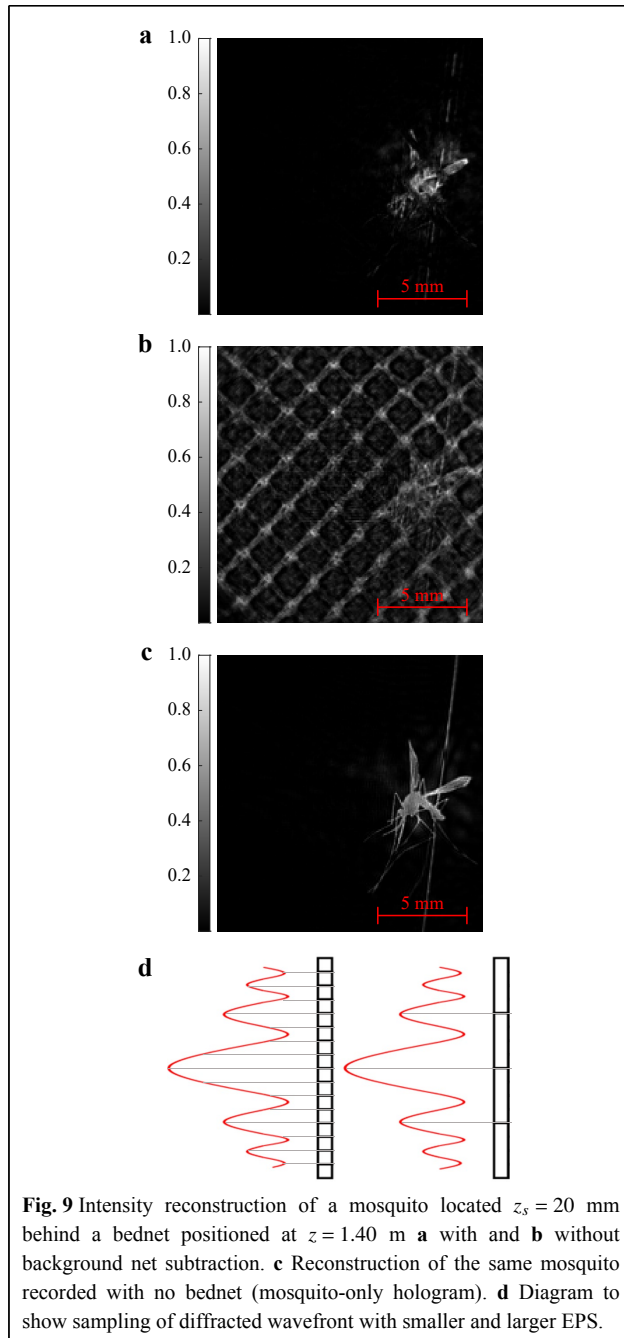 a
1.0
0.8
0.6
0.4
0.2
5 mm
b
1.0
0.8
0.6
0.4
0.2
5 mm
c
1.0
0.8
0.6
0.4
0.2
5 mm
d
Fig. 9 Intensity reconstruction of a mosquito located zₛ = 20 mm
behind a bednet positioned at z = 1.40 m a with and b without
background net subtraction. c Reconstruction of the same mosquito
recorded with no bednet (mosquito-only hologram). d Diagram to
show sampling of diffracted wavefront with smaller and larger EPS.